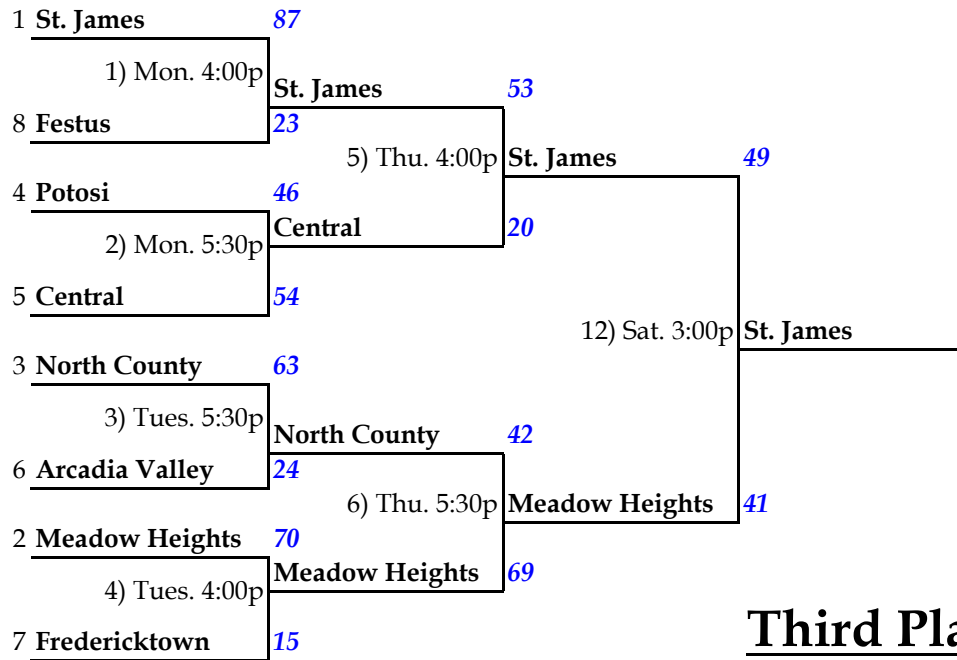 1 St. James 87
1) Mon. 4:00p
St. James 53
8 Festus 23
5) Thu. 4:00p St. James 49
4 Potosi 46
Central 20
2) Mon. 5:30p
5 Central 54
12) Sat. 3:00p St. James
3 North County 63
3) Tues. 5:30p
North County 42
6 Arcadia Valley 24
6) Thu. 5:30p Meadow Heights 41
2 Meadow Heights 70
Meadow Heights 69
4) Tues. 4:00p
7 Fredericktown 15
Third Pla